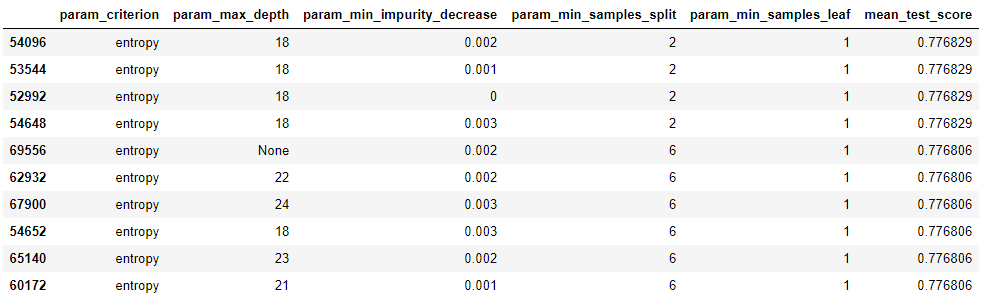 param_criterion param_max_depth param_min_impurity_decrease param_min_samples_split param_min_samples_leaf mean_test_score
54096 entropy 18 0.002 2 1 0.776829
53544 entropy 18 0.001 2 1 0.776829
52992 entropy 18 0 2 1 0.776829
54648 entropy 18 0.003 2 1 0.776829
69556 entropy None 0.002 6 1 0.776806
62932 entropy 22 0.002 6 1 0.776806
67900 entropy 24 0.003 6 1 0.776806
54652 entropy 18 0.003 6 1 0.776806
65140 entropy 23 0.002 6 1 0.776806
60172 entropy 21 0.001 6 1 0.776806